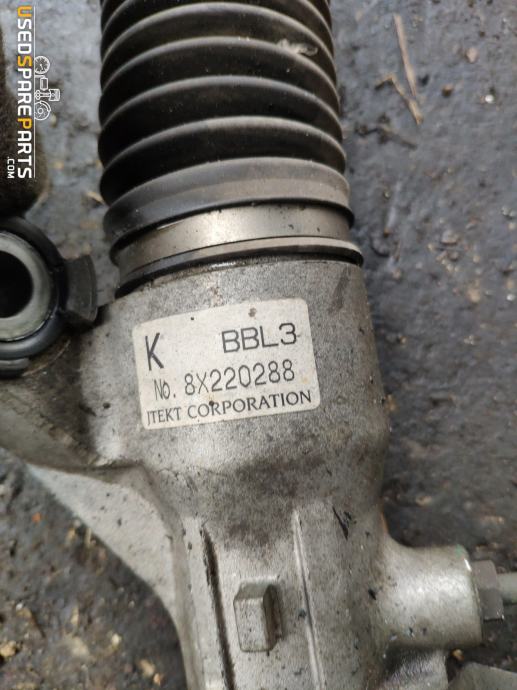 USEDSPAREPARTS
.COM
K BBL3
No. 8X220288
JTEKT CORPORATION